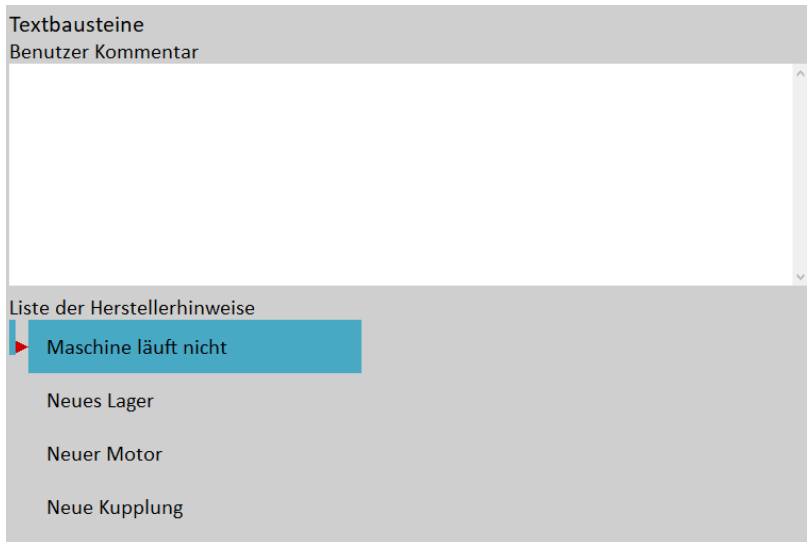 Textbausteine
Benutzer Kommentar
Liste der Herstellerhinweise
Maschine läuft nicht
Neues Lager
Neuer Motor
Neue Kupplung